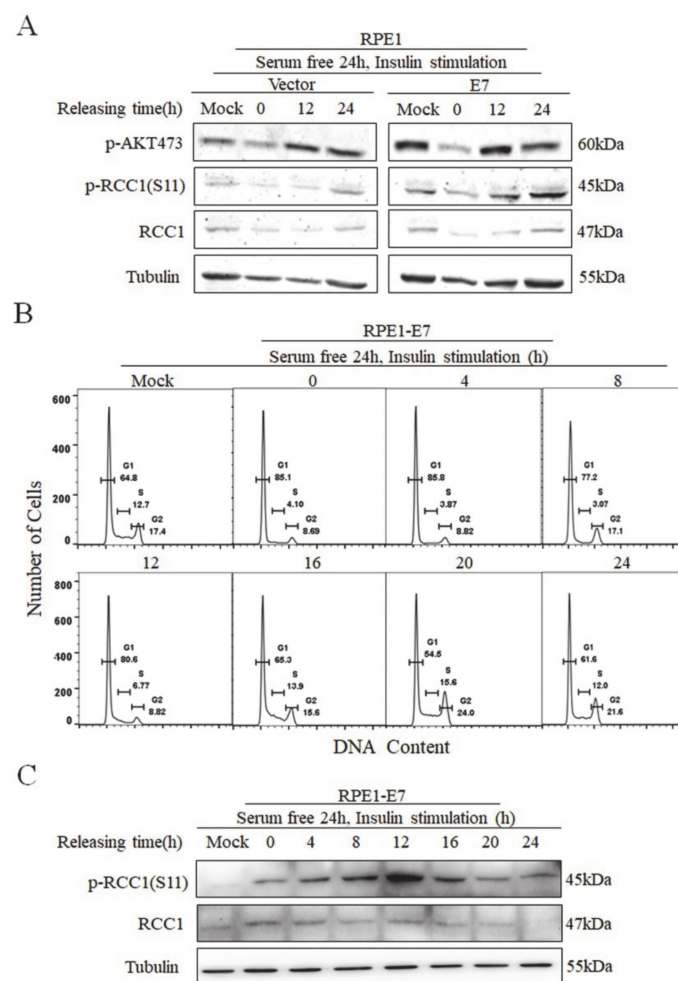 A
RPE1
Serum free 24h, Insulin stimulation
Vector E7
Releasing time(h) Mock 0 12 24 Mock 0 12 24
p-AKT473 60kDa
p-RCC1(S11) 45kDa
RCC1 47kDa
Tubulin 55kDa
B
RPE1-E7
Serum free 24h, Insulin stimulation (h)
Mock 0 4 8
600
400
200
0
G1
64.8
S
12.7
G2
17.4
G1
85.1
S
4.10
G2
8.69
G1
85.8
S
3.87
G2
8.82
G1
77.2
S
3.07
G2
17.1
12 16 20 24
800
600
400
200
0
G1
80.6
S
6.77
G2
8.82
G1
65.3
S
13.9
G2
15.6
G1
54.5
S
15.6
G2
24.0
G1
61.6
S
12.0
G2
21.6
Number of Cells
DNA Content
C
RPE1-E7
Serum free 24h, Insulin stimulation (h)
Releasing time(h) Mock 0 4 8 12 16 20 24
p-RCC1(S11) 45kDa
RCC1 47kDa
Tubulin 55kDa